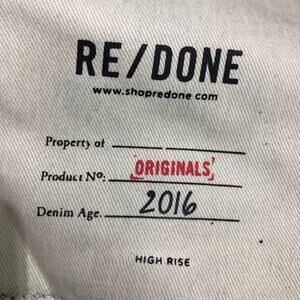 RE/DONE
www.shopredone.com
Property of
Product Nº: ORIGINALS
Denim Age. 2016
HIGH RISE